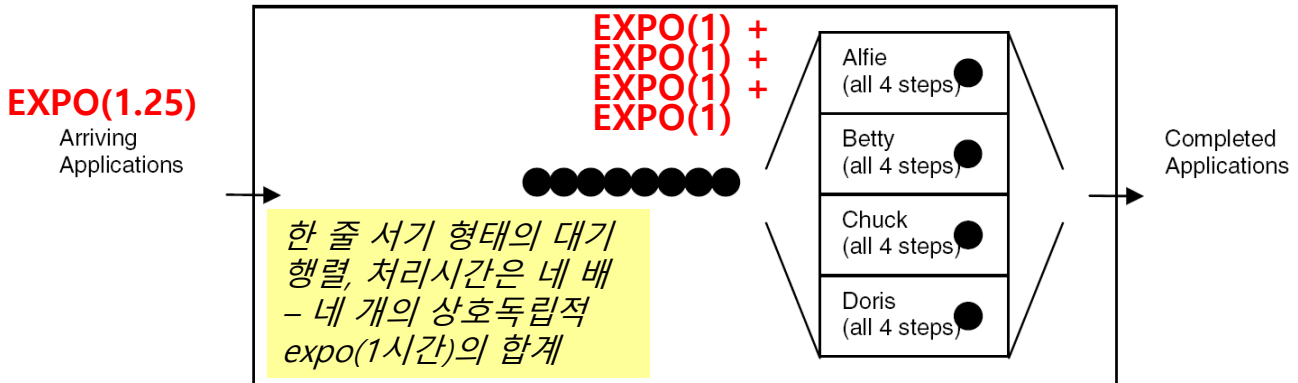 EXPO(1.25)
Arriving
Applications
EXPO(1) +
EXPO(1) +
EXPO(1) +
EXPO(1)
한 줄 서기 형태의 대기
행렬, 처리시간은 네 배
– 네 개의 상호독립적
expo(1시간)의 합계
Alfie
(all 4 steps)
Betty
(all 4 steps)
Chuck
(all 4 steps)
Doris
(all 4 steps)
Completed
Applications